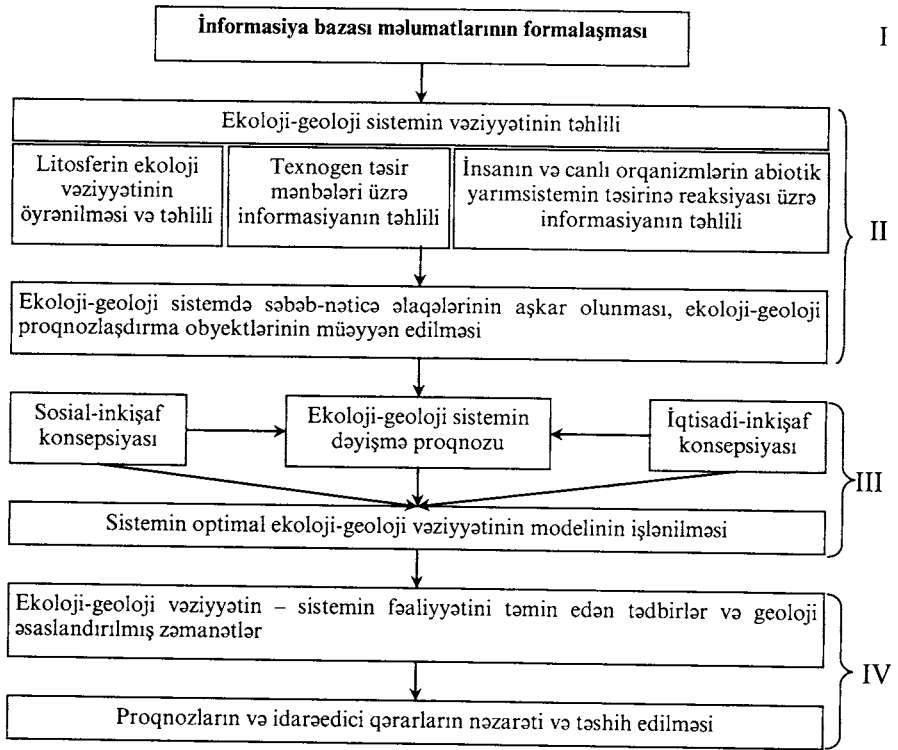 İnformasiya bazası məlumatlarının formalaşması
I
Ekoloji-geoloji sistemin vəziyyətinin təhlili
Litosferin ekoloji
vəziyyətinin
öyrənilməsi və təhlili
Texnogen təsir
mənbələri üzrə
informasiyanın təhlili
İnsanın və canlı orqanizmlərin abiotik
yarımsistemin təsirinə reaksiyası üzrə
informasiyanın təhlili
II
Ekoloji-geoloji sistemdə səbəb-nəticə əlaqələrinin aşkar olunması, ekoloji-geoloji
proqnozlaşdırma obyektlərinin müəyyən edilməsi
Sosial-inkişaf
konsepsiyası
Ekoloji-geoloji sistemin
dəyişmə proqnozu
İqtisadi-inkişaf
konsepsiyası
III
Sistemin optimal ekoloji-geoloji vəziyyətinin modelinin işlənilməsi
Ekoloji-geoloji vəziyyətin – sistemin fəaliyyətini təmin edən tədbirlər və geoloji
əsaslandırılmış zəmanətlər
IV
Proqnozların və idarəedici qərarların nəzarəti və təshih edilməsi